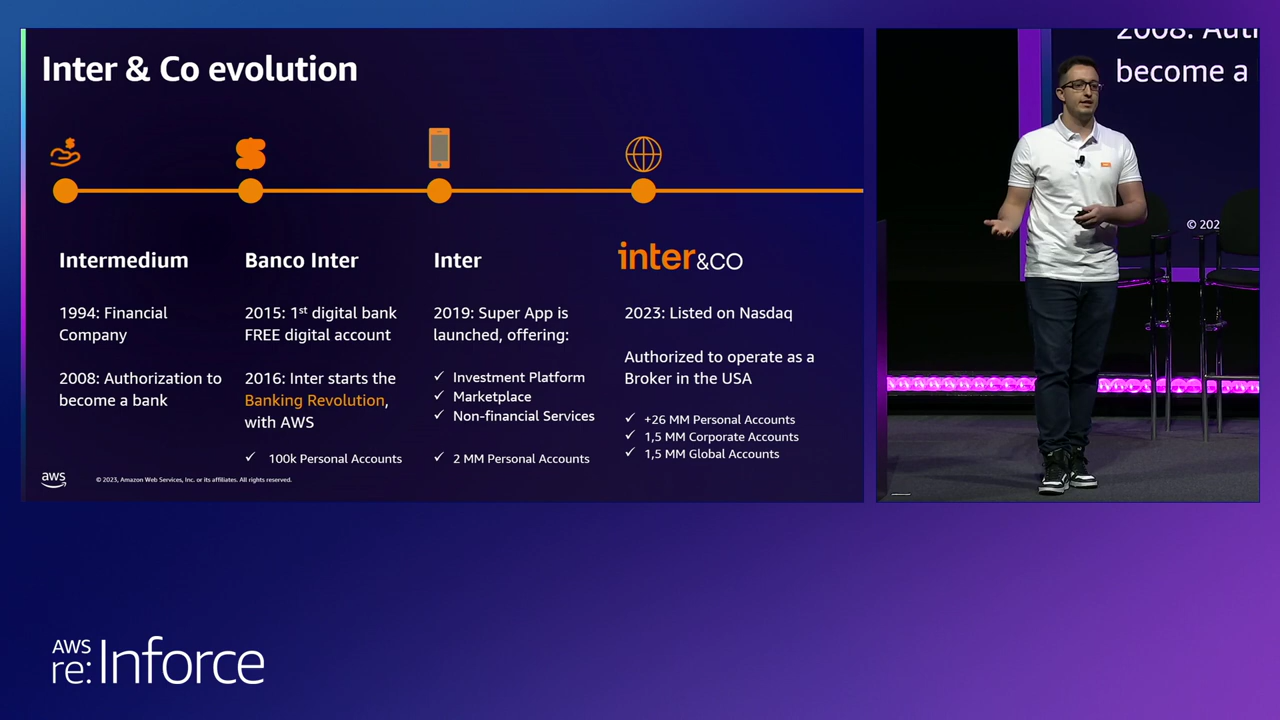 Inter & Co evolution
Intermedium
1994: Financial
Company
2008: Authorization to
become a bank
Banco Inter
2015: 1st digital bank
FREE digital account
2016: Inter starts the
Banking Revolution,
with AWS
✓ 100k Personal Accounts
Inter
2019: Super App is
launched, offering:
✓ Investment Platform
✓ Marketplace
✓ Non-financial Services
✓ 2 MM Personal Accounts
inter&CO
2023: Listed on Nasdaq
Authorized to operate as a
Broker in the USA
✓ +26 MM Personal Accounts
✓ 1,5 MM Corporate Accounts
✓ 1,5 MM Global Accounts
aws
© 2023, Amazon Web Services, Inc. or its affiliates. All rights reserved.
2008: Aut
become a
© 202
AWS
re:Inforce